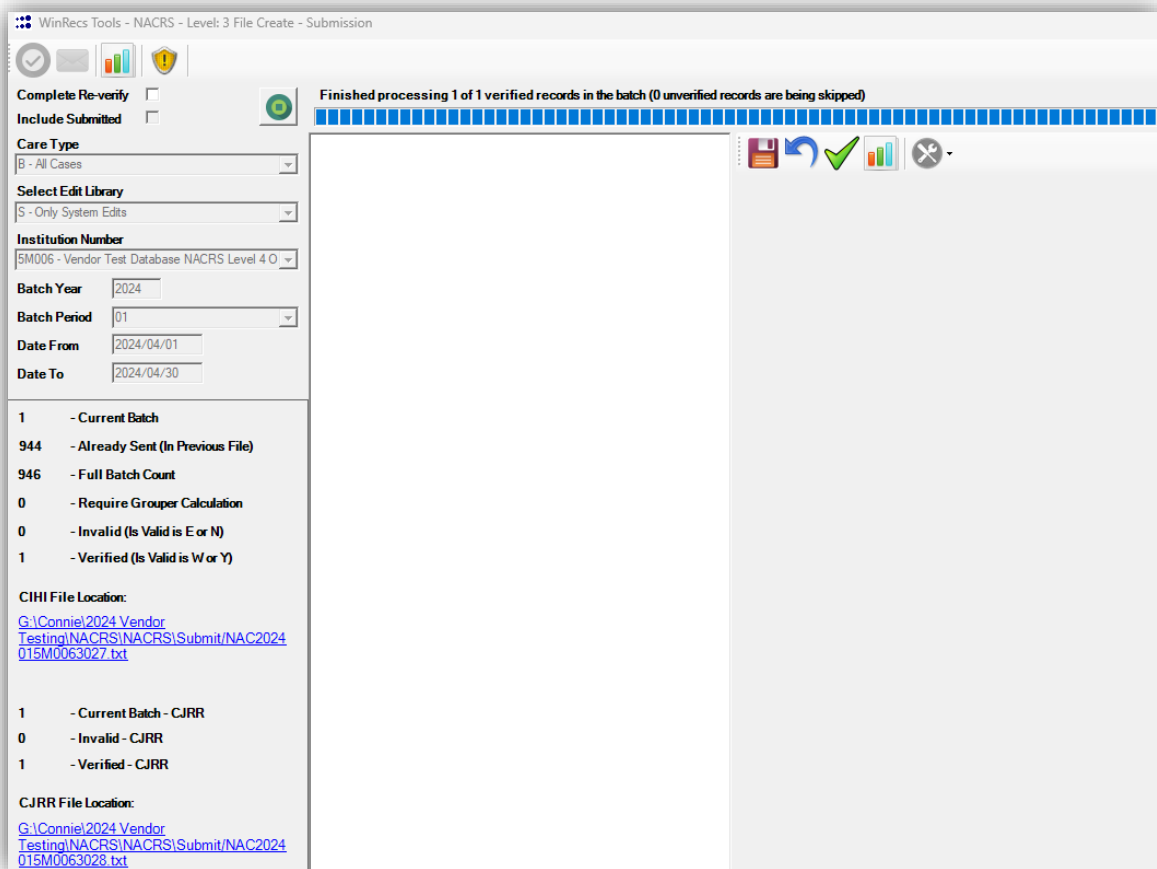 WinRecs Tools - NACRS - Level: 3 File Create - Submission
Complete Re-verify
Include Submitted
Finished processing 1 of 1 verified records in the batch (0 unverified records are being skipped)
Care Type
B - All Cases
Select Edit Library
S - Only System Edits
Institution Number
5M006 - Vendor Test Database NACRS Level 4 O
Batch Year 2024
Batch Period 01
Date From 2024/04/01
Date To 2024/04/30
1 - Current Batch
944 - Already Sent (In Previous File)
946 - Full Batch Count
0 - Require Grouper Calculation
0 - Invalid (Is Valid is E or N)
1 - Verified (Is Valid is W or Y)
CIHI File Location:
G:\Connie\2024 Vendor
Testing\NACRS\NACRS\Submit/NAC2024
015M0063027.txt
1 - Current Batch - CJRR
0 - Invalid - CJRR
1 - Verified - CJRR
CJRR File Location:
G:\Connie\2024 Vendor
Testing\NACRS\NACRS\Submit/NAC2024
015M0063028.txt